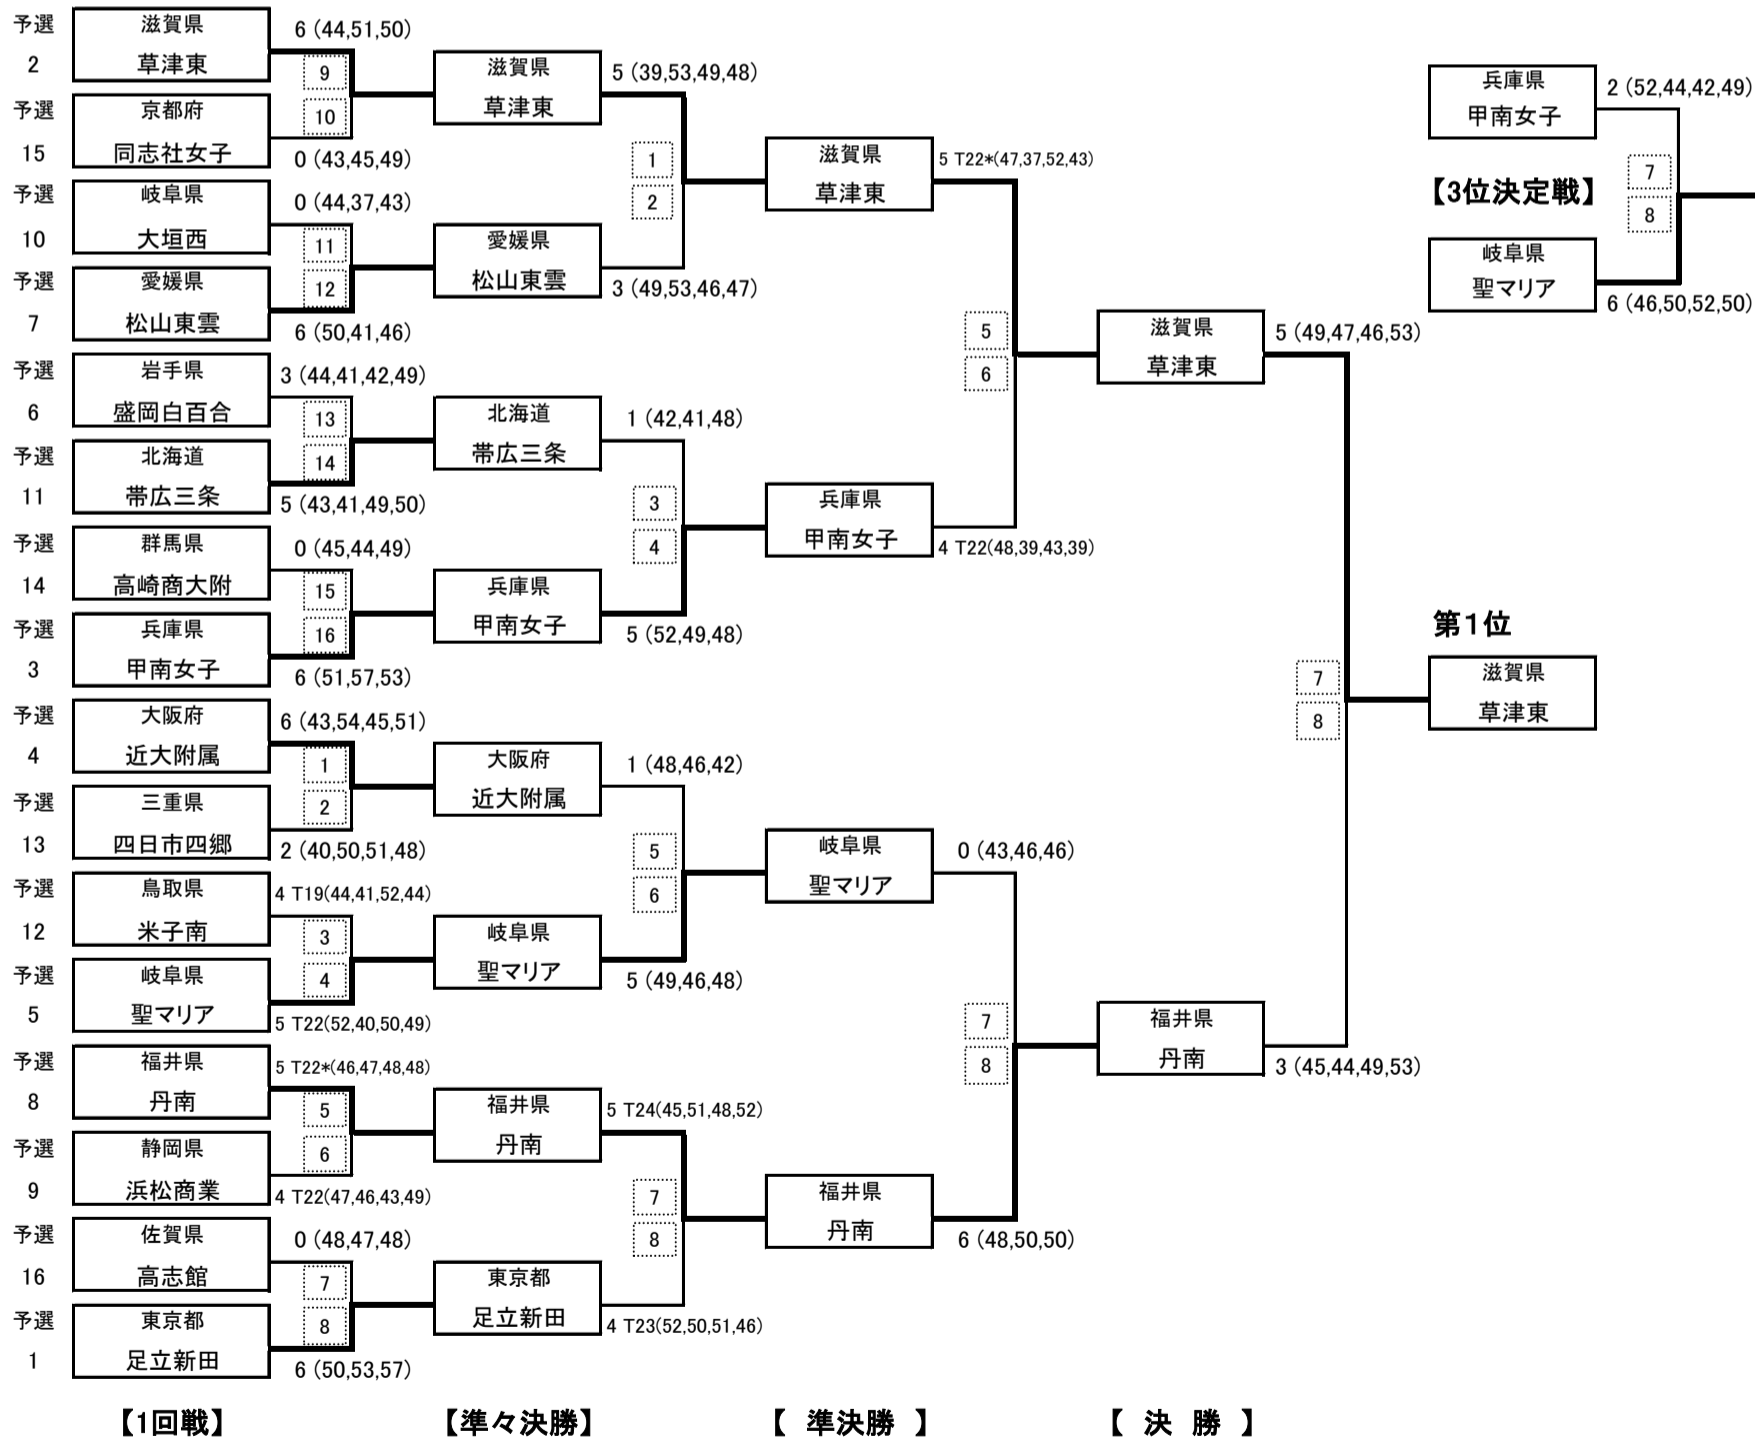 予選
2
滋賀県
草津東
6 (44,51,50)
9
10
予選
15
京都府
同志社女子
0 (43,45,49)
予選
10
岐阜県
大垣西
0 (44,37,43)
11
12
予選
7
愛媛県
松山東雲
6 (50,41,46)
予選
6
岩手県
盛岡白百合
3 (44,41,42,49)
13
14
予選
11
北海道
帯広三条
5 (43,41,49,50)
予選
14
群馬県
高崎商大附
0 (45,44,49)
15
16
予選
3
兵庫県
甲南女子
6 (51,57,53)
予選
4
大阪府
近大附属
6 (43,54,45,51)
1
2
予選
13
三重県
四日市四郷
2 (40,50,51,48)
予選
12
鳥取県
米子南
4 T19(44,41,52,44)
3
4
予選
5
岐阜県
聖マリア
5 T22(52,40,50,49)
予選
8
福井県
丹南
5 T22*(46,47,48,48)
5
6
予選
9
静岡県
浜松商業
4 T22(47,46,43,49)
予選
16
佐賀県
高志館
0 (48,47,48)
7
8
予選
1
東京都
足立新田
6 (50,53,57)
【1回戦】
滋賀県
草津東
5 (39,53,49,48)
1
2
愛媛県
松山東雲
3 (49,53,46,47)
北海道
帯広三条
1 (42,41,48)
3
4
兵庫県
甲南女子
5 (52,49,48)
大阪府
近大附属
1 (48,46,42)
5
6
岐阜県
聖マリア
5 (49,46,48)
福井県
丹南
5 T24(45,51,48,52)
7
8
東京都
足立新田
4 T23(52,50,51,46)
【準々決勝】
滋賀県
草津東
5 T22*(47,37,52,43)
5
6
兵庫県
甲南女子
4 T22(48,39,43,39)
岐阜県
聖マリア
0 (43,46,46)
7
8
福井県
丹南
6 (48,50,50)
【 準決勝 】
滋賀県
草津東
5 (49,47,46,53)
7
8
福井県
丹南
3 (45,44,49,53)
【 決 勝 】
兵庫県
甲南女子
2 (52,44,42,49)
【3位決定戦】
7
8
岐阜県
聖マリア
6 (46,50,52,50)
第1位
滋賀県
草津東